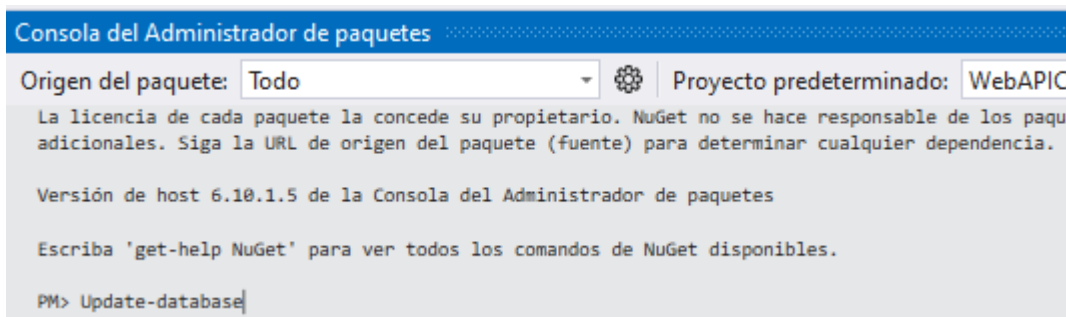 Consola del Administrador de paquetes
Origen del paquete: Todo Proyecto predeterminado: WebAPIC
La licencia de cada paquete la concede su propietario. NuGet no se hace responsable de los paqu
adicionales. Siga la URL de origen del paquete (fuente) para determinar cualquier dependencia.
Versión de host 6.10.1.5 de la Consola del Administrador de paquetes
Escriba 'get-help NuGet' para ver todos los comandos de NuGet disponibles.
PM> Update-database